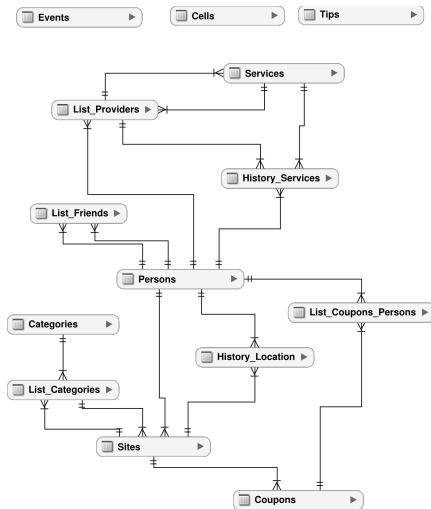 Events
Cells
Tips
Services
List_Providers
History_Services
List_Friends
Persons
List_Coupons_Persons
Categories
History_Location
List_Categories
Sites
Coupons